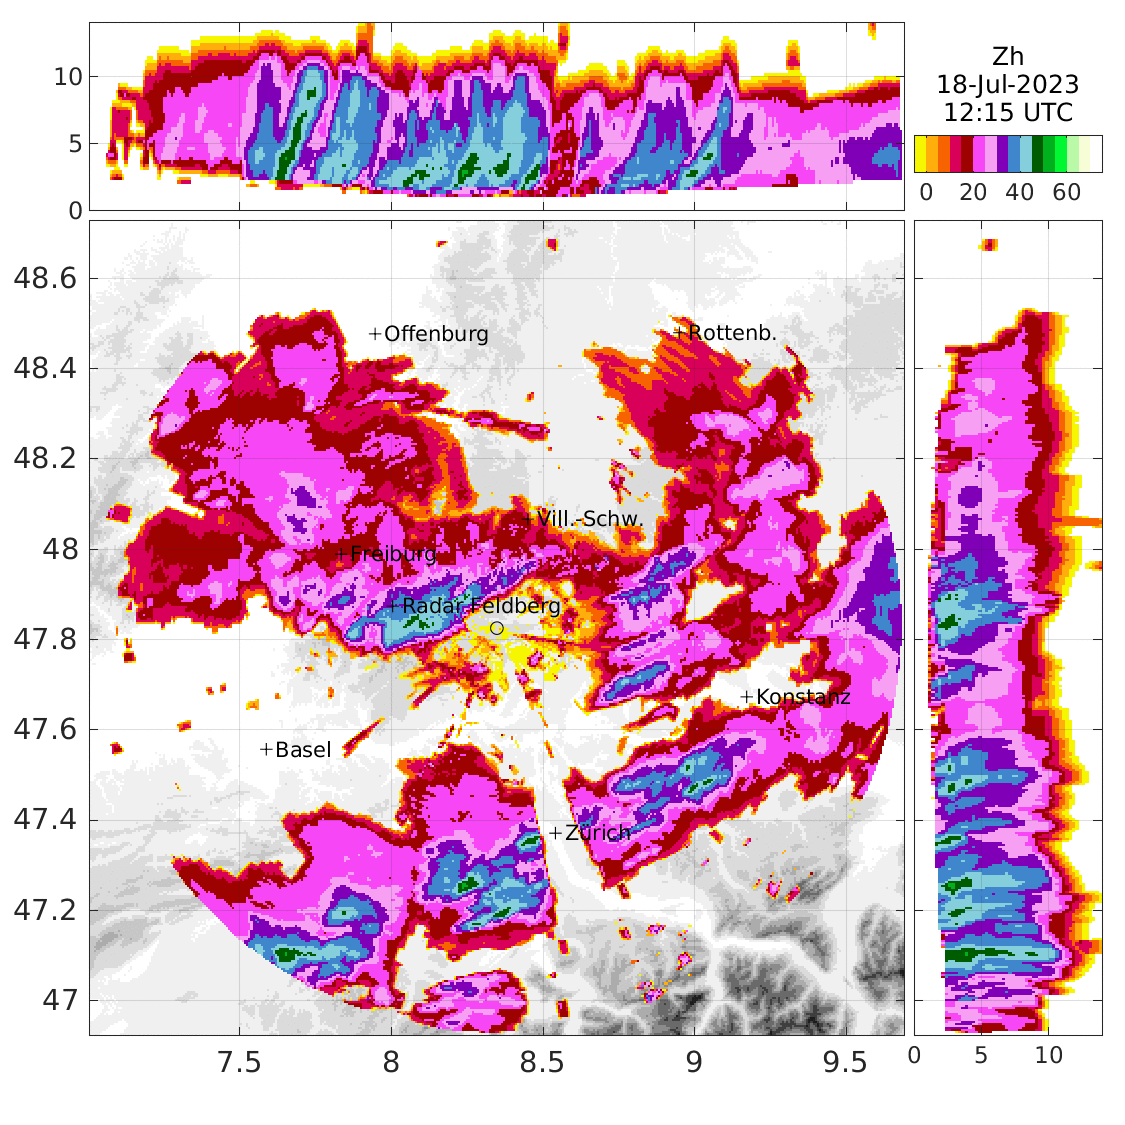 10
5
0
Zh
18-Jul-2023
12:15 UTC
0 20 40 60
48.6
48.4
48.2
48
47.8
47.6
47.4
47.2
47
+Offenburg
+Rottenb.
+Vill.-Schw.
+Freiburg
+Radar Feldberg
+Konstanz
+Basel
+Zürich
7.5 8 8.5 9 9.5
0 5 10